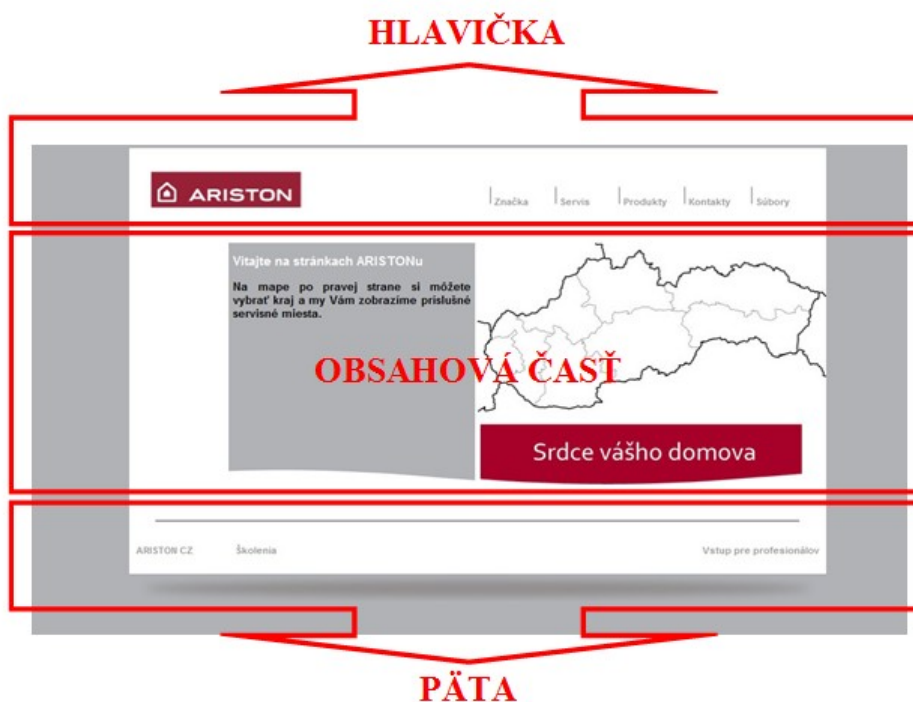 HLAVIČKA
ARISTON
Značka Servis Produkty Kontakty Súbory
Vitajte na stránkach ARISTONu
Na mape po pravej strane si môžete
vybrať kraj a my Vám zobrazíme príslušné
servisné miesta.
OBSAHOVÁ ČASŤ
Srdce vášho domova
ARISTON CZ Školenia Vstup pre profesionálov
PÄTA